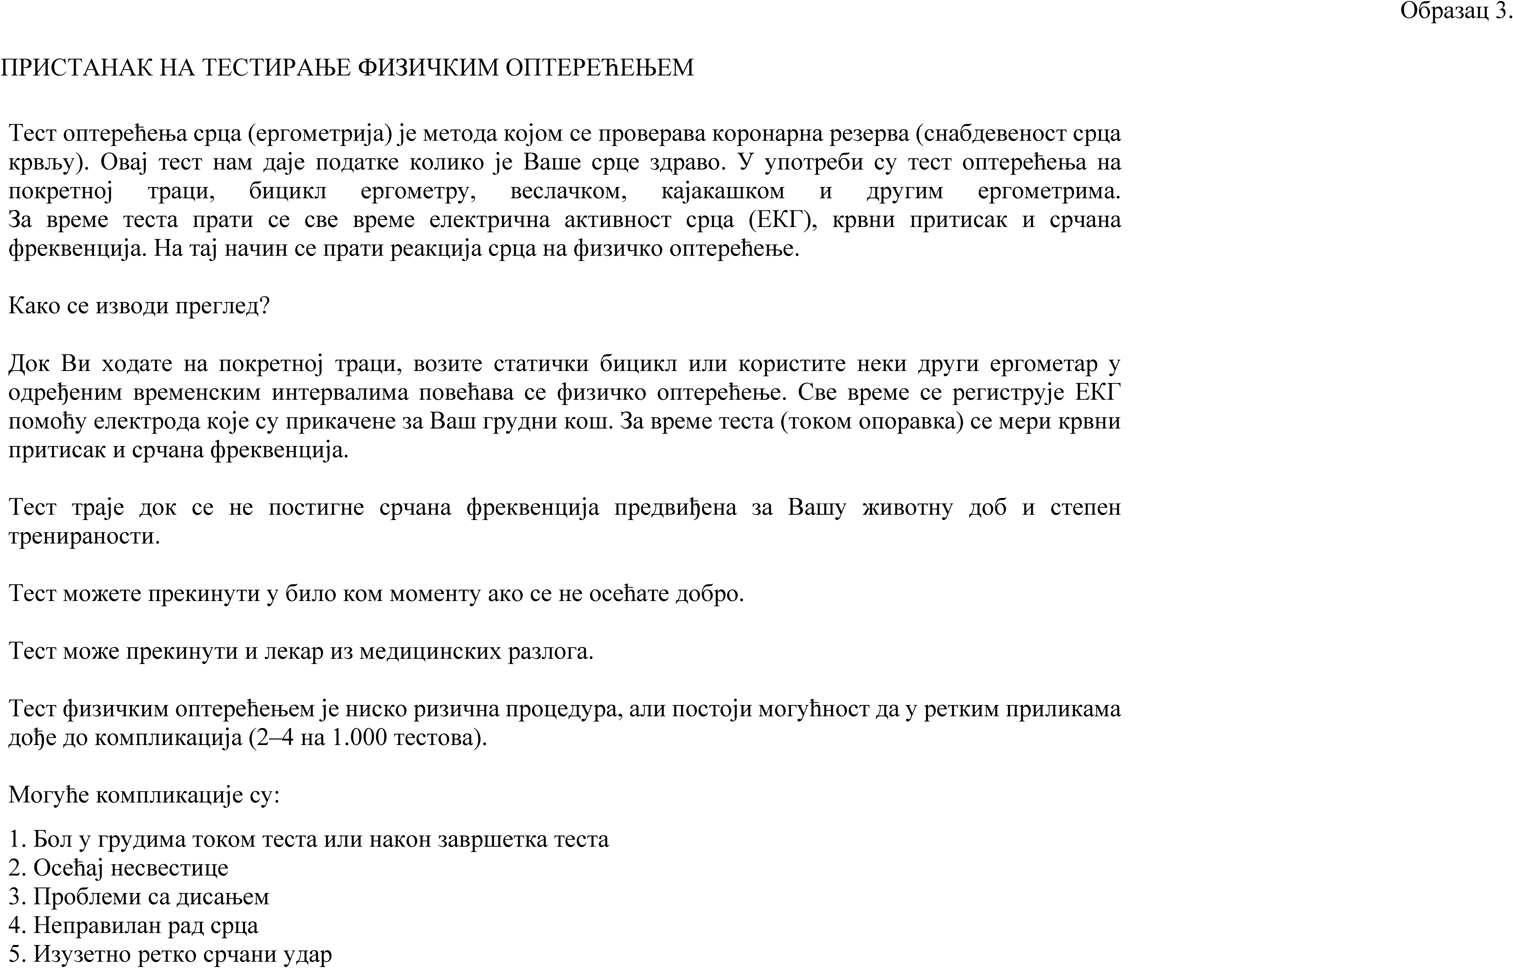 Образац 3.
ПРИСТАНАК НА ТЕСТИРАЊЕ ФИЗИЧКИМ ОПТЕРЕЋЕЊЕМ
Тест оптерећења срца (ергометрија) је метода којом се проверава коронарна резерва (снабдевеност срца
крвљу). Овај тест нам даје податке колико је Ваше срце здраво. У употреби су тест оптерећења на
покретној траци, бицикл ергометру, веслачком, кајакашком и другим ергометрима.
За време теста прати се све време електрична активност срца (ЕКГ), крвни притисак и срчана
фреквенција. На тај начин се прати реакција срца на физичко оптерећење.
Како се изводи преглед?
Док Ви ходате на покретној траци, возите статички бицикл или користите неки други ергометар у
одређеним временским интервалима повећава се физичко оптерећење. Све време се региструје ЕКГ
помоћу електрода које су прикачене за Ваш грудни кош. За време теста (током опоравка) се мери крвни
притисак и срчана фреквенција.
Тест траје док се не постигне срчана фреквенција предвиђена за Вашу животну доб и степен
тренираности.
Тест можете прекинути у било ком моменту ако се не осећате добро.
Тест може прекинути и лекар из медицинских разлога.
Тест физичким оптерећењем је ниско ризична процедура, али постоји могућност да у ретким приликама
дође до компликација (2–4 на 1.000 тестова).
Могуће компликације су:
1. Бол у грудима током теста или након завршетка теста
2. Осећај несвестице
3. Проблеми са дисањем
4. Неправилан рад срца
5. Изузетно ретко срчани удар